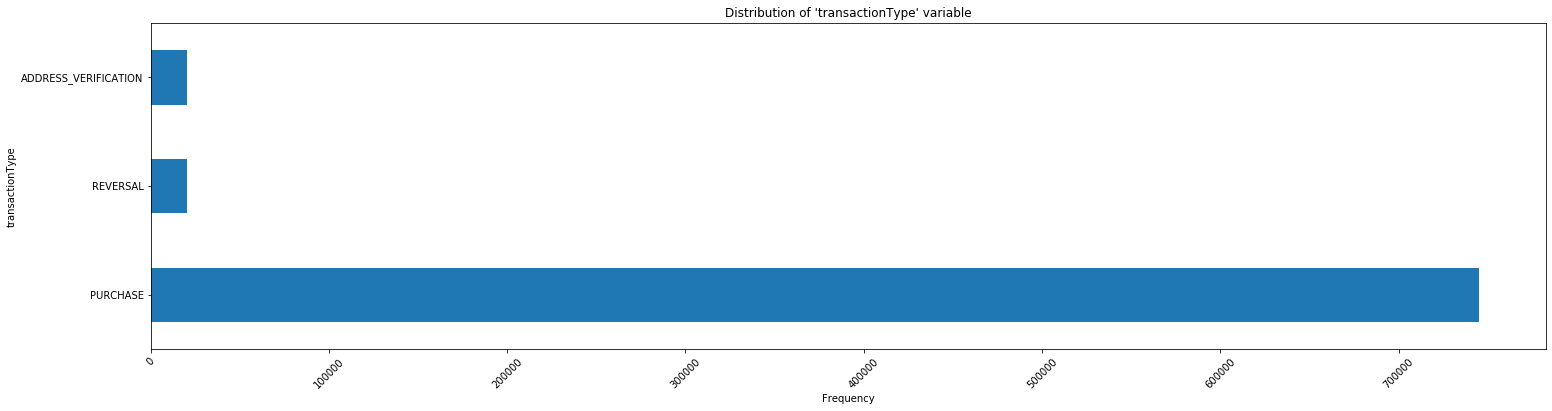 Distribution of 'transactionType' variable
ADDRESS_VERIFICATION
REVERSAL
PURCHASE
transactionType
0
100000
200000
300000
400000
500000
600000
700000
Frequency